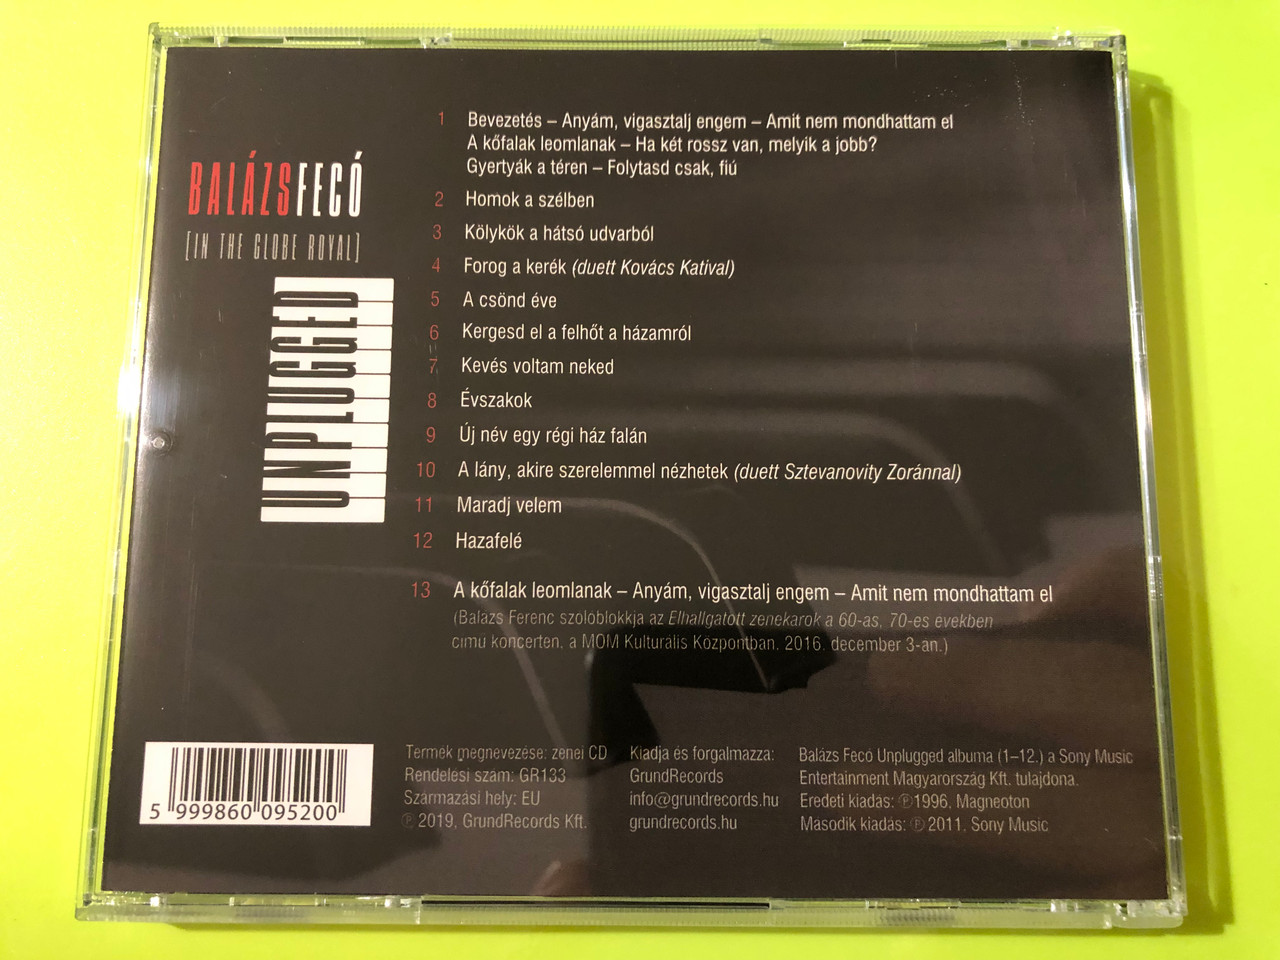 BALÁZSFECÓ
[IN THE GLOBE ROYAL]
UNPLUGGED
1 Bevezetés – Anyám, vigasztalj engem – Amit nem mondhattam el
A kőfalak leomlanak – Ha két rossz van, melyik a jobb?
Gyertyák a téren – Folytasd csak, fiú
2 Homok a szélben
3 Kölykök a hátsó udvarból
4 Forog a kerék (duett Kovács Katival)
5 A csönd éve
6 Kergesd el a felhőt a házamról
7 Kevés voltam neked
8 Évszakok
9 Új név egy régi ház falán
10 A lány, akire szerelemmel nézhetek (duett Sztevanovity Zoránnal)
11 Maradj velem
12 Hazafelé
13 A kőfalak leomlanak – Anyám, vigasztalj engem – Amit nem mondhattam el
(Balázs Ferenc szólóblokkja az Elhallgatott zenekarok a 60-as, 70-es években
című koncerten, a MOM Kulturális Központban, 2016. december 3-án.)
Termék megnevezése: zenei CD
Rendelési szám: GR133
Származási hely: EU
℗ 2019, GrundRecords Kft.
Kiadja és forgalmazza:
GrundRecords
info@grundrecords.hu
grundrecords.hu
Balázs Fecó Unplugged albuma (1–12.) a Sony Music
Entertainment Magyarország Kft. tulajdona.
Eredeti kiadás: ℗1996, Magneoton
Második kiadás: ℗ 2011, Sony Music
5 999860 095200